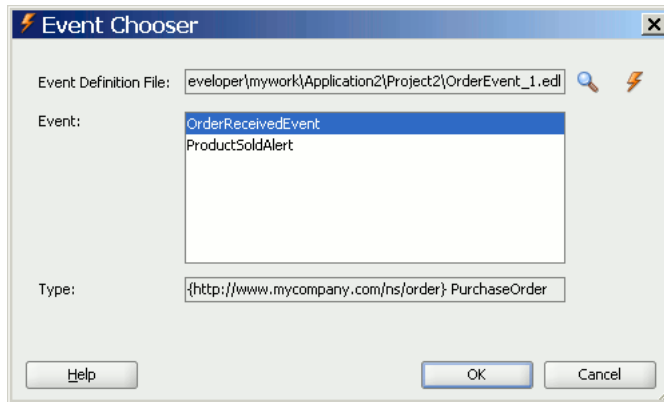 Event Chooser
Event Definition File: eveloper\mywork\Application2\Project2\OrderEvent_1.edl
Event: OrderReceivedEvent
ProductSoldAlert
Type: {http://www.mycompany.com/ns/order} PurchaseOrder
Help OK Cancel